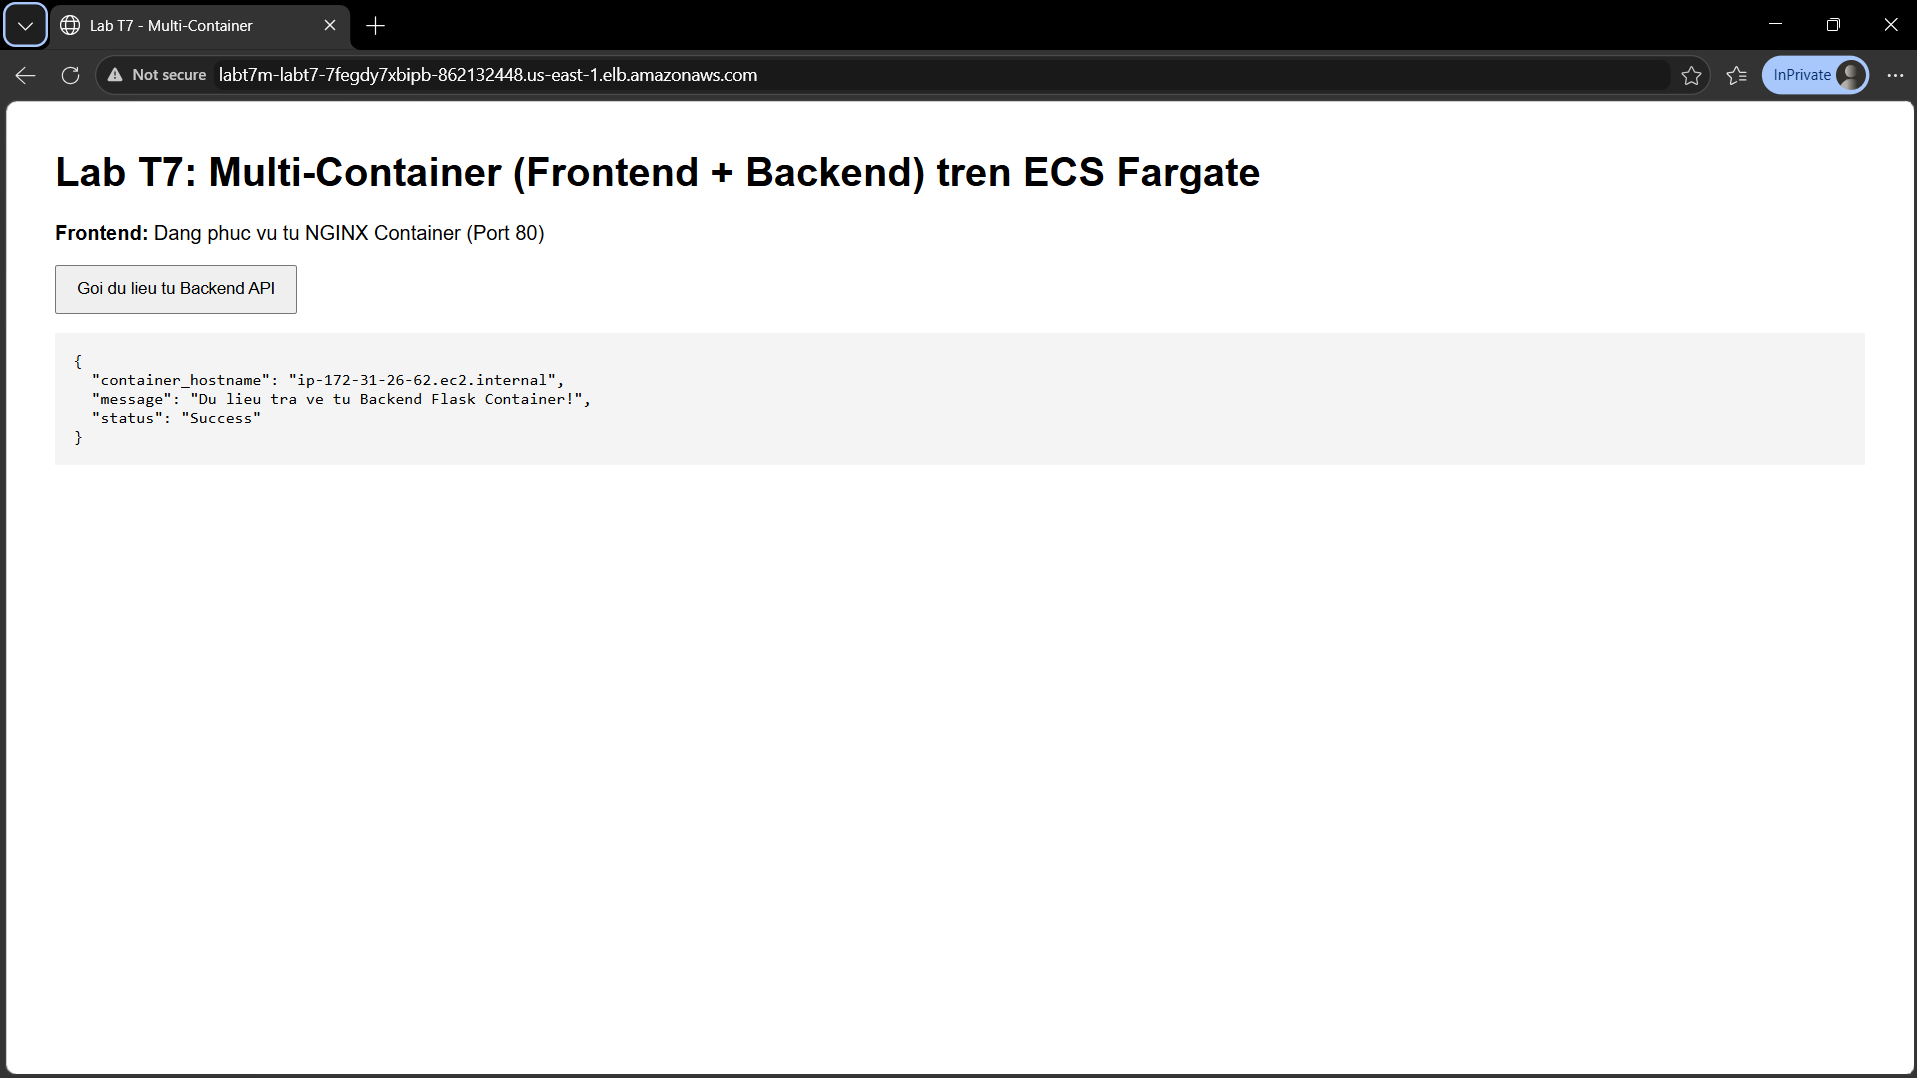 Lab T7 - Multi-Container
Not secure labt7m-labt7-7fegdy7xbipb-862132448.us-east-1.elb.amazonaws.com InPrivate
Lab T7: Multi-Container (Frontend + Backend) tren ECS Fargate
Frontend: Dang phuc vu tu NGINX Container (Port 80)
Goi du lieu tu Backend API
{
  "container_hostname": "ip-172-31-26-62.ec2.internal",
  "message": "Du lieu tra ve tu Backend Flask Container!",
  "status": "Success"
}